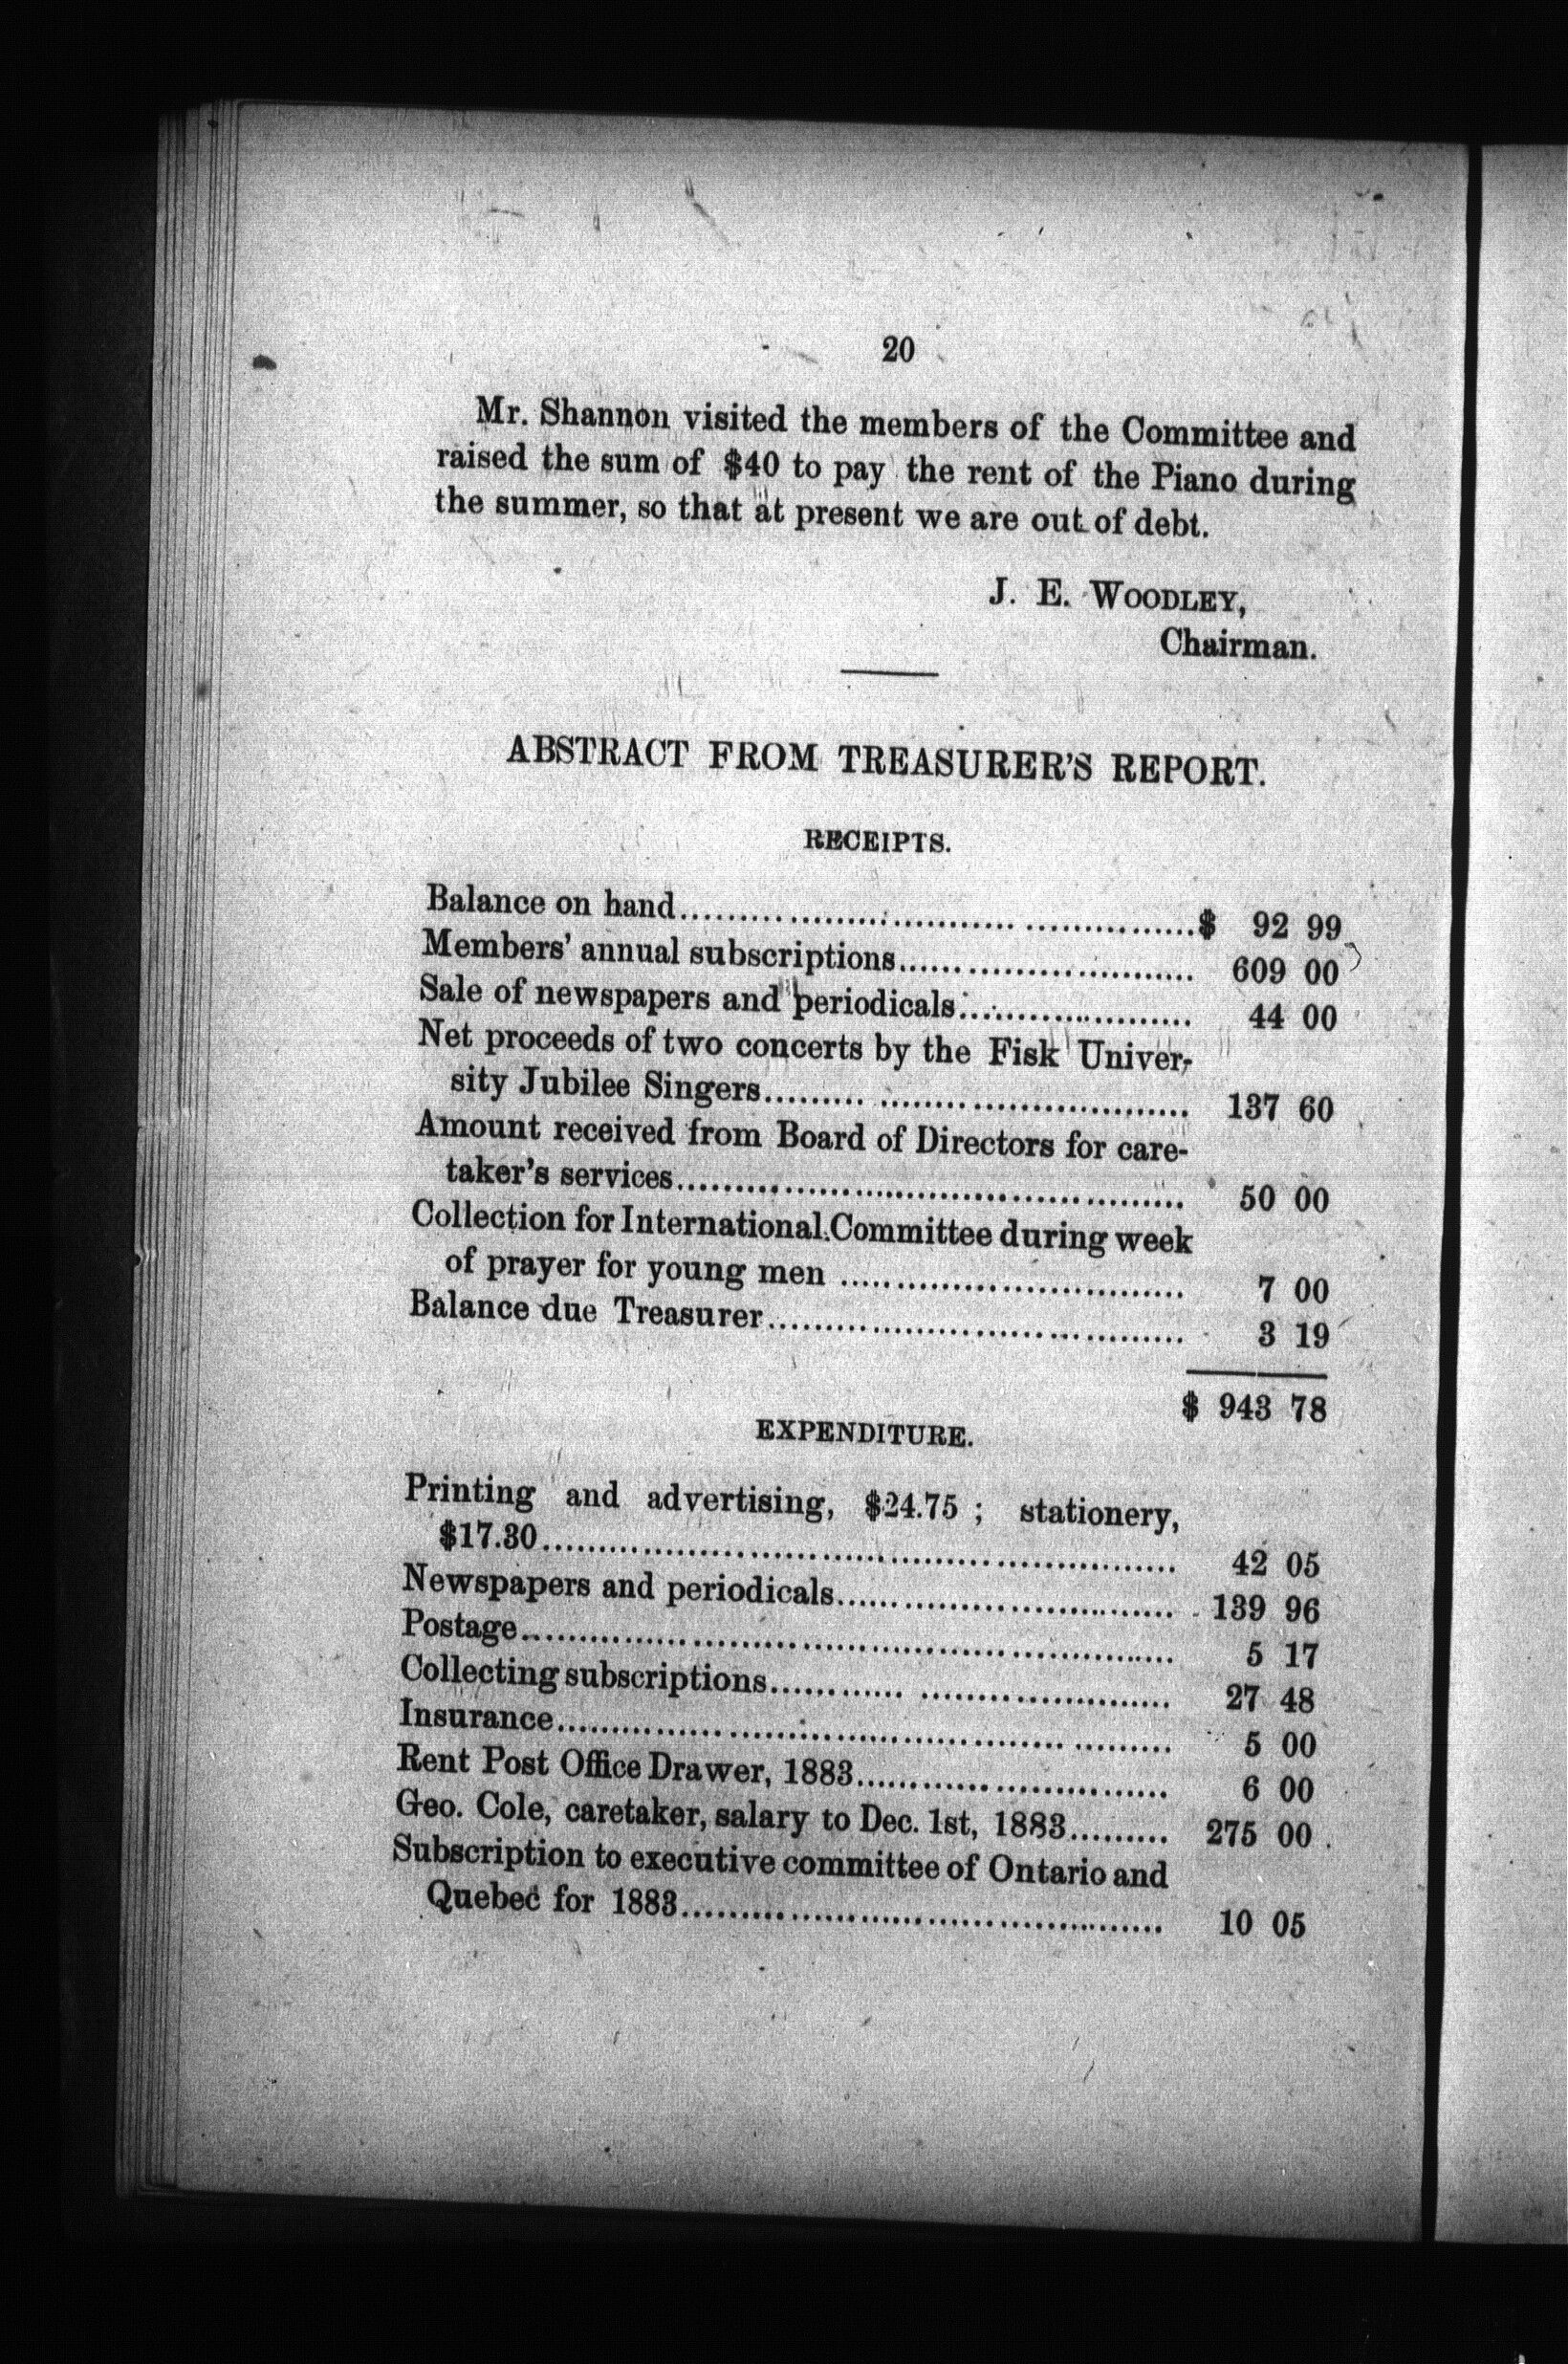 20
Mr. Shannon visited the members of the Committee and
raised the sum of $40 to pay the rent of the Piano during
the summer, so that at present we are out of debt.
J. E. WOODLEY,
Chairman.
ABSTRACT FROM TREASURER'S REPORT.
RECEIPTS.
Balance on hand..........................................$ 92 99
Members' annual subscriptions......................... 609 00
Sale of newspapers and periodicals.................... 44 00
Net proceeds of two concerts by the Fisk Univer-
sity Jubilee Singers.................................... 137 60
Amount received from Board of Directors for care-
taker's services.......................................... 50 00
Collection for International Committee during week
of prayer for young men .............................. 7 00
Balance due Treasurer................................... 3 19
$ 943 78
EXPENDITURE.
Printing and advertising, $24.75 ; stationery,
$17.30...................................................... 42 05
Newspapers and periodicals............................ 139 96
Postage....................................................... 5 17
Collecting subscriptions................................. 27 48
Insurance.................................................... 5 00
Rent Post Office Drawer, 1883.......................... 6 00
Geo. Cole, caretaker, salary to Dec. 1st, 1883......... 275 00
Subscription to executive committee of Ontario and
Quebec for 1883......................................... 10 05